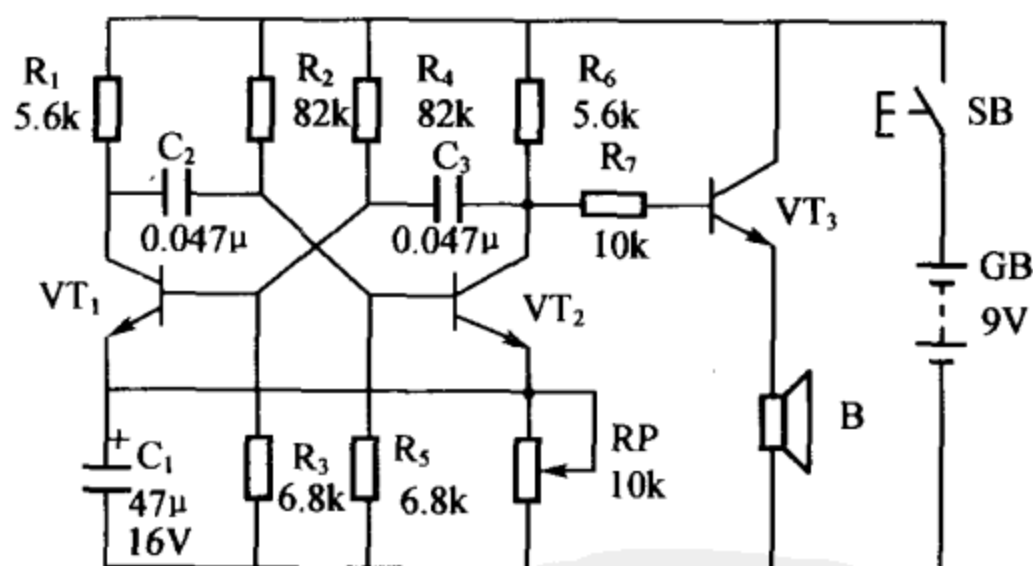 R₁
5.6k
R₂
82k
R₄
82k
R₆
5.6k
C₂
0.047μ
C₃
0.047μ
R₇
10k
SB
VT₁
VT₂
VT₃
GB
9V
C₁
47μ
16V
R₃
6.8k
R₅
6.8k
RP
10k
B
+